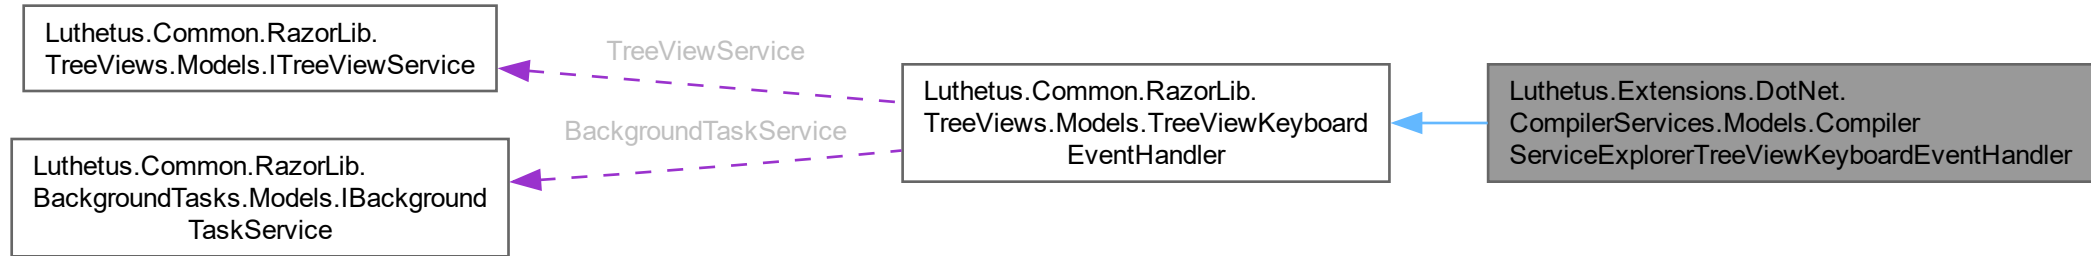 Luthetus.Common.RazorLib.
TreeViews.Models.ITreeViewService
TreeViewService
BackgroundTaskService
Luthetus.Common.RazorLib.
BackgroundTasks.Models.IBackground
TaskService
Luthetus.Common.RazorLib.
TreeViews.Models.TreeViewKeyboard
EventHandler
Luthetus.Extensions.DotNet.
CompilerServices.Models.Compiler
ServiceExplorerTreeViewKeyboardEventHandler